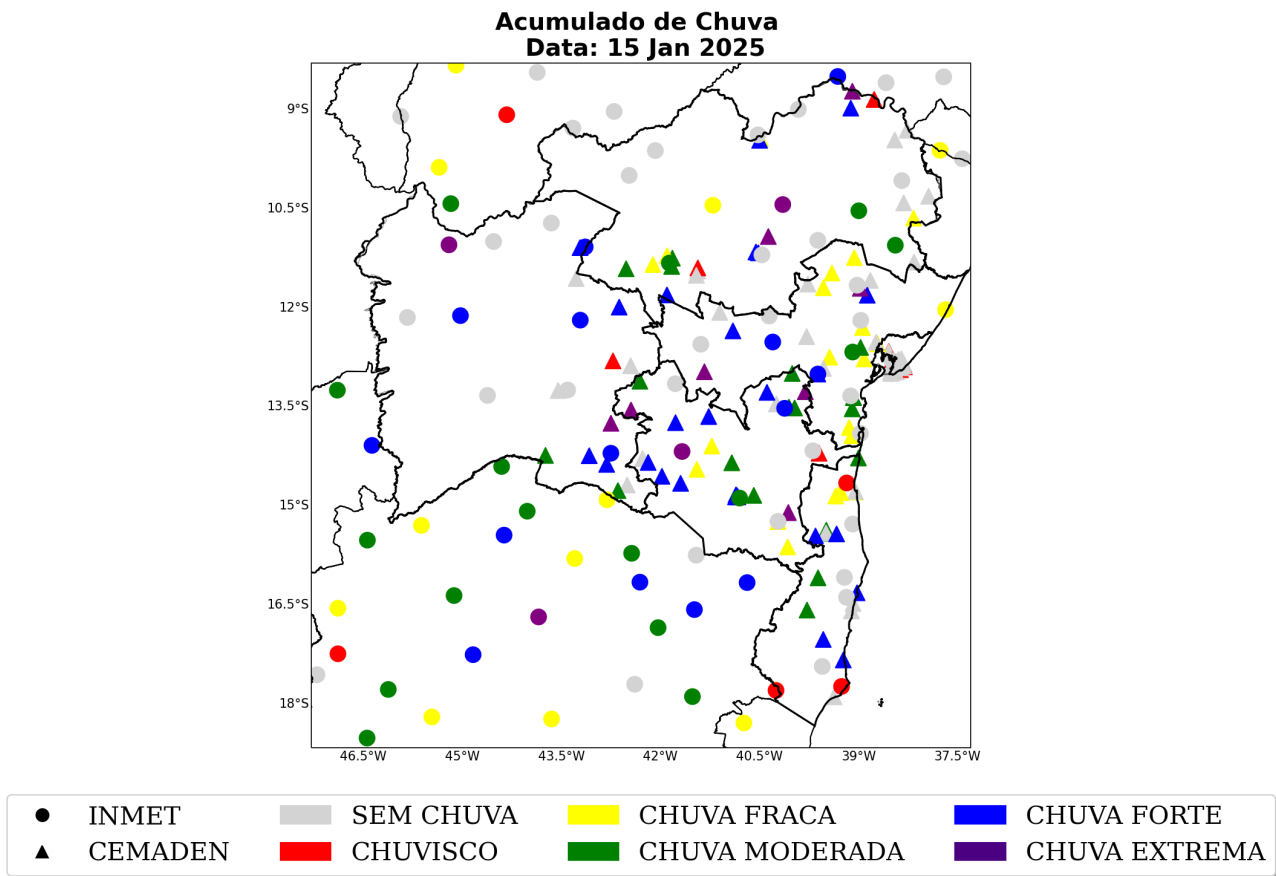 Acumulado de Chuva
Data: 15 Jan 2025
9°S
10.5°S
12°S
13.5°S
15°S
16.5°S
18°S
46.5°W 45°W 43.5°W 42°W 40.5°W 39°W 37.5°W
INMET SEM CHUVA CHUVA FRACA CHUVA FORTE
CEMADEN CHUVISCO CHUVA MODERADA CHUVA EXTREMA